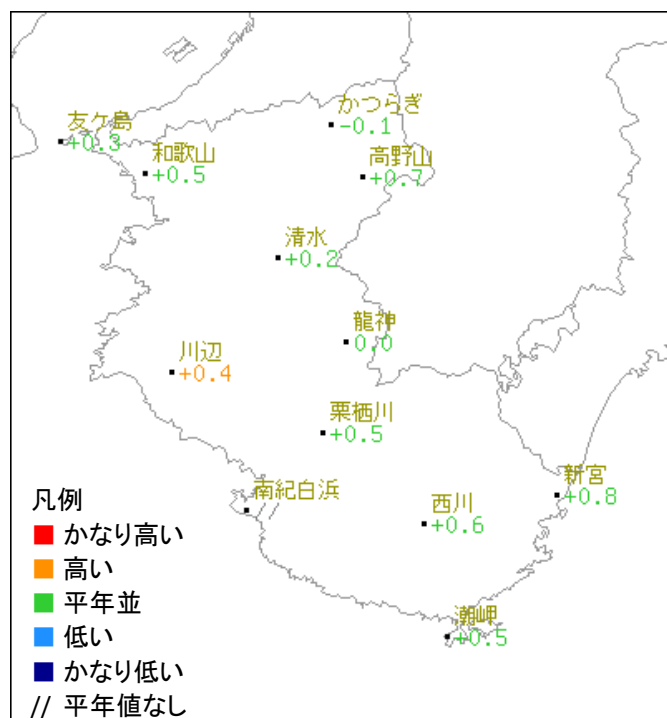 かつらぎ
-0.1
友ケ島
+0.3
和歌山
+0.5
高野山
+0.7
清水
+0.2
龍神
0.0
川辺
+0.4
栗栖川
+0.5
南紀白浜
//
西川
+0.6
新宮
+0.8
潮岬
+0.5
凡例
かなり高い
高い
平年並
低い
かなり低い
// 平年値なし